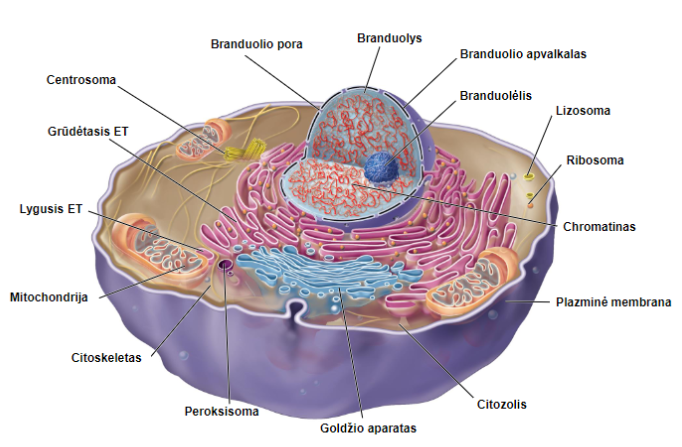 Branduolys
Branduolio pora
Branduolio apvalkalas
Centrosoma
Branduolėlis
Lizosoma
Grūdėtasis ET
Ribosoma
Lygusis ET
Chromatinas
Mitochondrija
Plazminė membrana
Citoskeletas
Citozolis
Peroksisoma
Goldžio aparatas